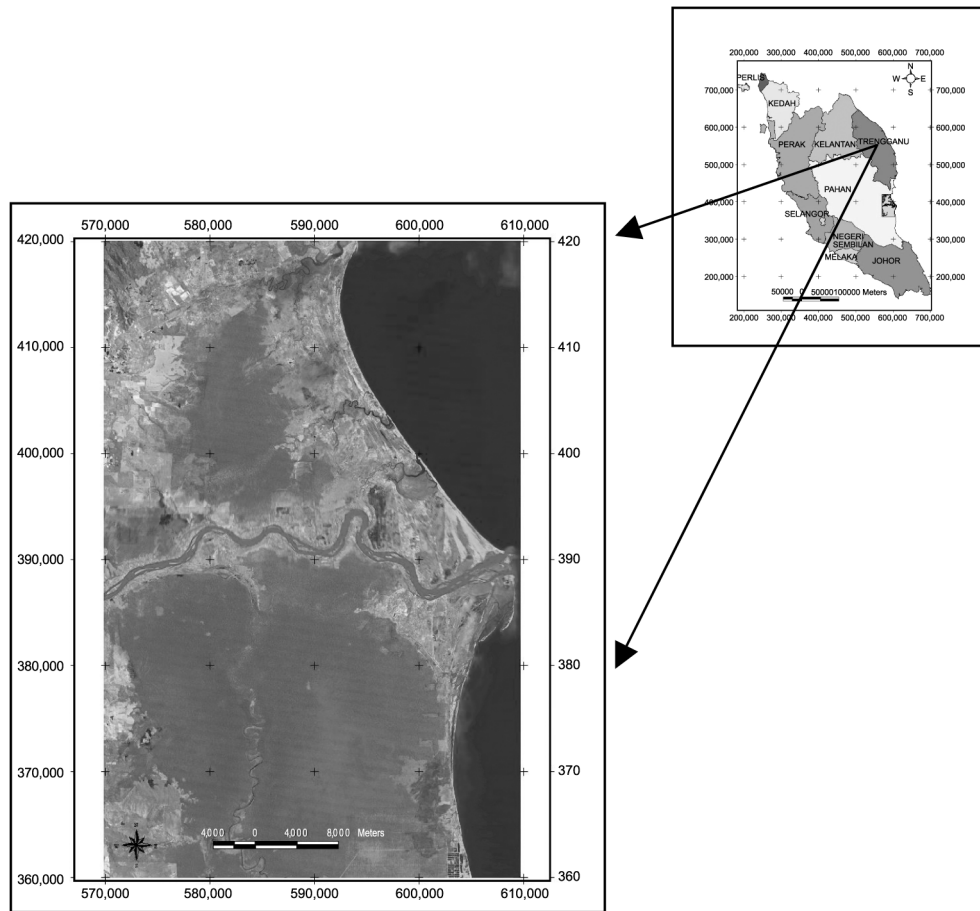 200,000 300,000 400,000 500,000 600,000 700,000
N
W E
S
PERLIS
700,000 700,000
KEDAH
600,000 600,000
PERAK KELANTAN TRENGGANU
500,000 500,000
PAHAN
400,000 400,000
SELANGOR
NEGERI
SEMBILAN
300,000 300,000
MELAKA JOHOR
200,000 200,000
50000 0 50000100000 Meters
200,000 300,000 400,000 500,000 600,000 700,000
570,000 580,000 590,000 600,000 610,000
420,000 420
410,000 410
400,000 400
390,000 390
380,000 380
370,000 370
4,000 0 4,000 8,000 Meters
360,000 360
570,000 580,000 590,000 600,000 610,000